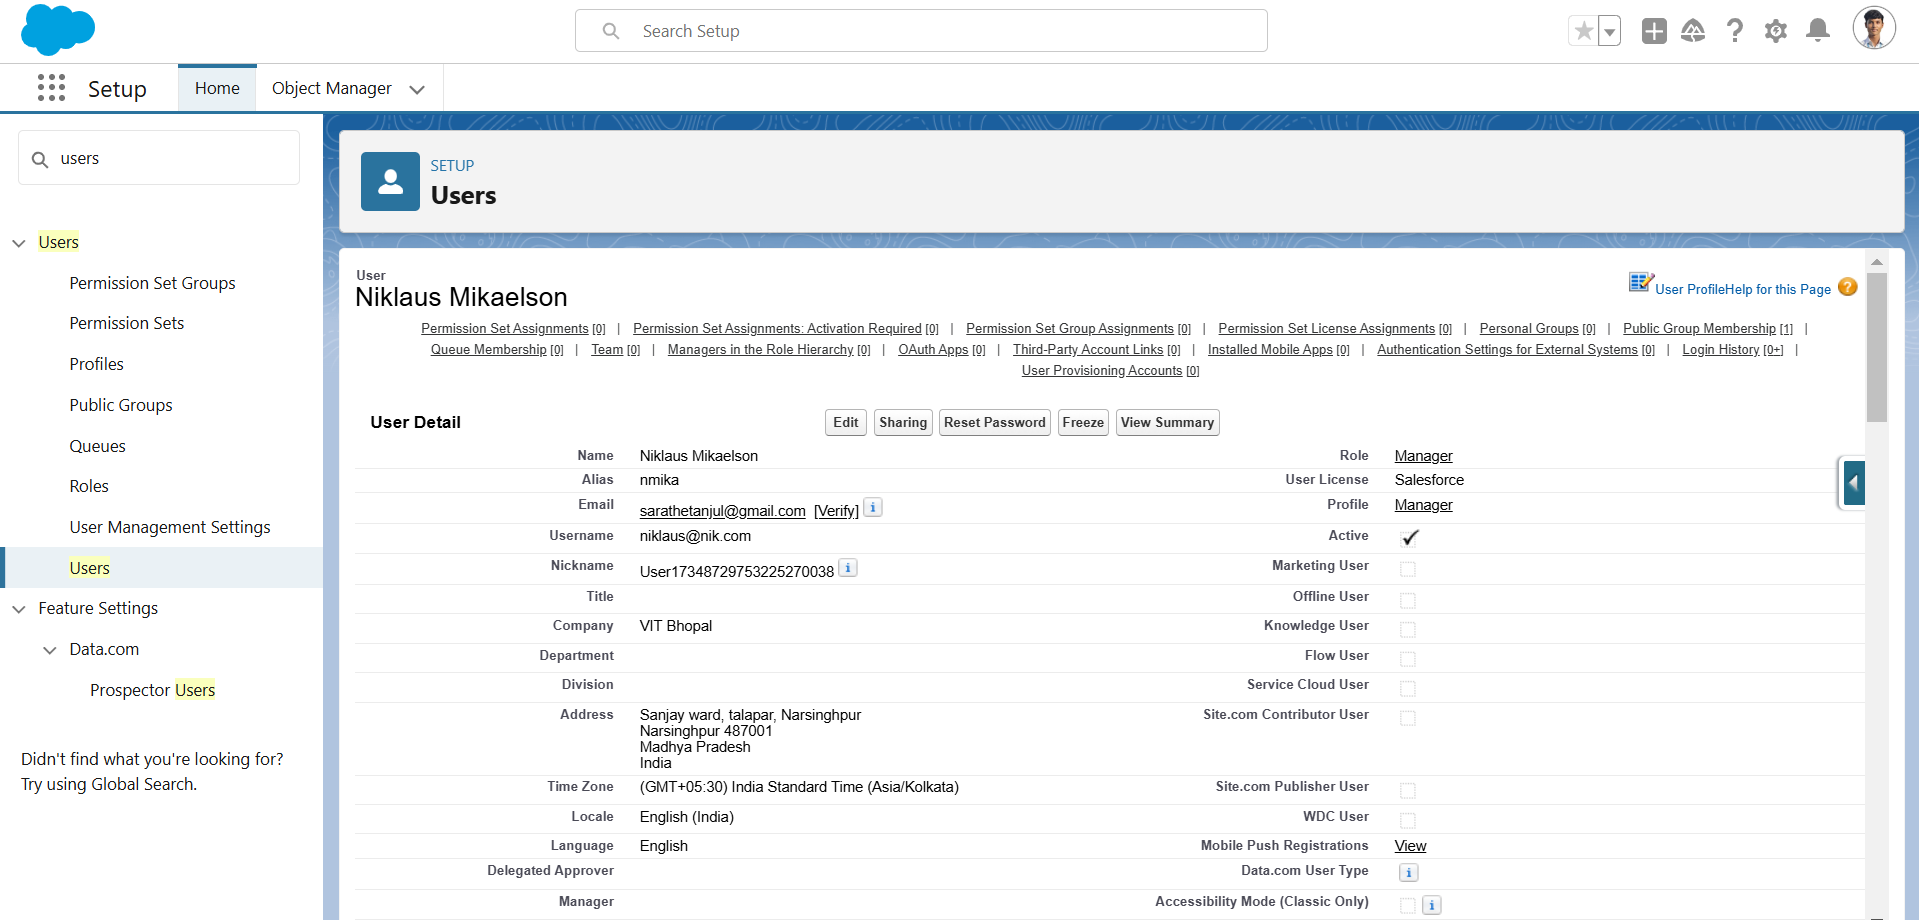 Search Setup
Setup
Home
Object Manager
users
Users
Permission Set Groups
Permission Sets
Profiles
Public Groups
Queues
Roles
User Management Settings
Users
Feature Settings
Data.com
Prospector Users
Didn't find what you're looking for?
Try using Global Search.
SETUP
Users
User
Niklaus Mikaelson
User ProfileHelp for this Page ?
Permission Set Assignments [0] | Permission Set Assignments: Activation Required [0] | Permission Set Group Assignments [0] | Permission Set License Assignments [0] | Personal Groups [0] | Public Group Membership [1] |
Queue Membership [0] | Team [0] | Managers in the Role Hierarchy [0] | OAuth Apps [0] | Third-Party Account Links [0] | Installed Mobile Apps [0] | Authentication Settings for External Systems [0] | Login History [0+] |
User Provisioning Accounts [0]
User Detail
Edit Sharing Reset Password Freeze View Summary
Name Niklaus Mikaelson Role Manager
Alias nmika User License Salesforce
Email sarathetanjul@gmail.com [Verify] i Profile Manager
Username niklaus@nik.com Active
Nickname User17348729753225270038 i Marketing User
Title Offline User
Company VIT Bhopal Knowledge User
Department Flow User
Division Service Cloud User
Address Sanjay ward, talapar, Narsinghpur Site.com Contributor User
Narsinghpur 487001
Madhya Pradesh
India
Time Zone (GMT+05:30) India Standard Time (Asia/Kolkata) Site.com Publisher User
Locale English (India) WDC User
Language English Mobile Push Registrations View
Delegated Approver Data.com User Type i
Manager Accessibility Mode (Classic Only) i